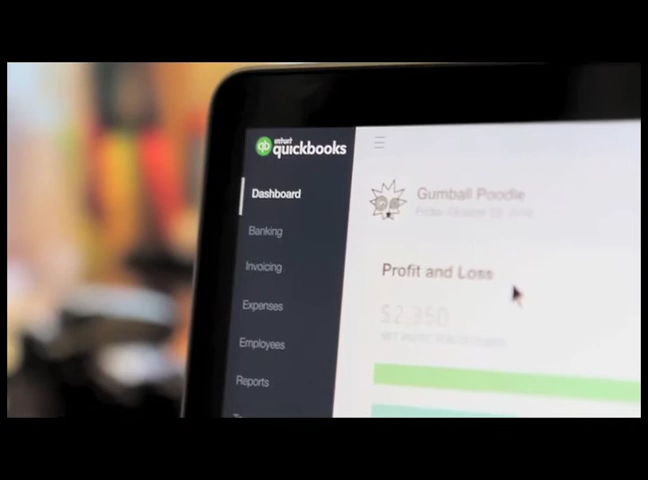 intuit
quickbooks
Dashboard
Banking
Invoicing
Expenses
Employees
Reports
Gumball Poodle
Profit and Loss
$2,350